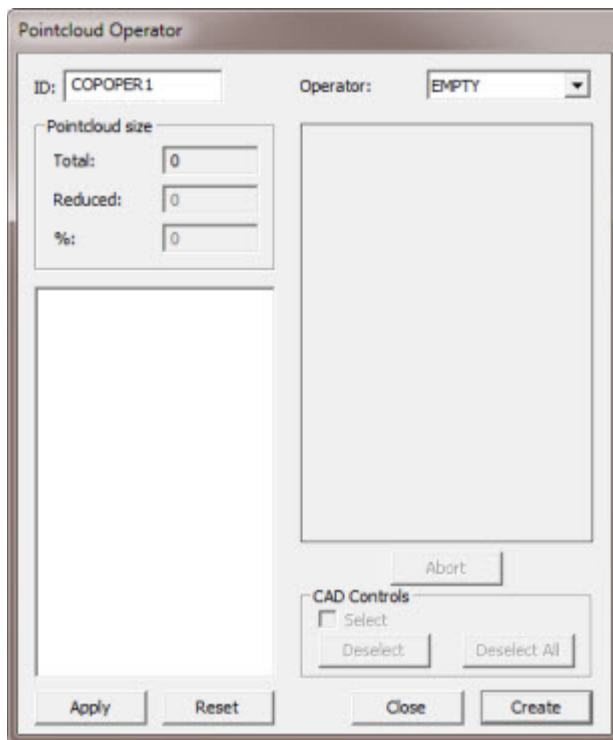 Pointcloud Operator
ID: COPOPER1
Operator: EMPTY
Pointcloud size
Total: 0
Reduced: 0
%: 0
Abort
CAD Controls
Select
Deselect Deselect All
Apply Reset Close Create